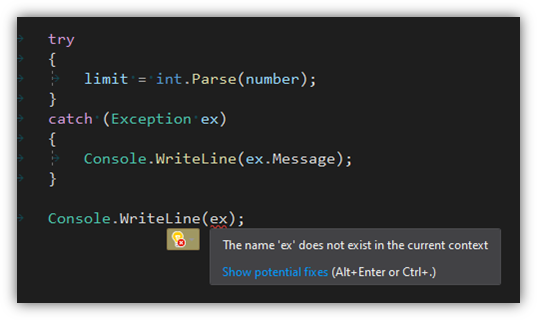 try
{
limit = int.Parse(number);
}
catch (Exception ex)
{
Console.WriteLine(ex.Message);
}
Console.WriteLine(ex);
The name 'ex' does not exist in the current context
Show potential fixes (Alt+Enter or Ctrl+.)